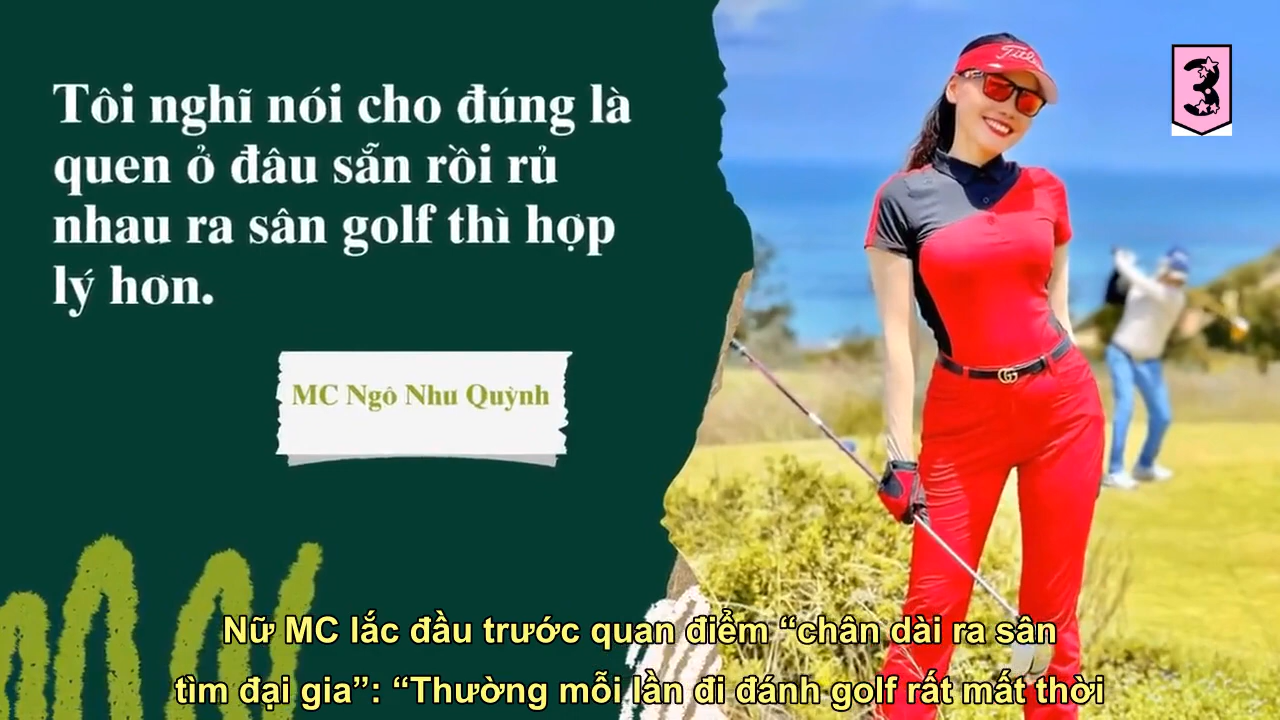 Tôi nghĩ nói cho đúng là
quen ở đâu sẵn rồi rủ
nhau ra sân golf thì hợp
lý hơn.
MC Ngô Như Quỳnh
3
Nữ MC lắc đầu trước quan điểm “chân dài ra sân
tìm đại gia”: “Thường mỗi lần đi đánh golf rất mất thời